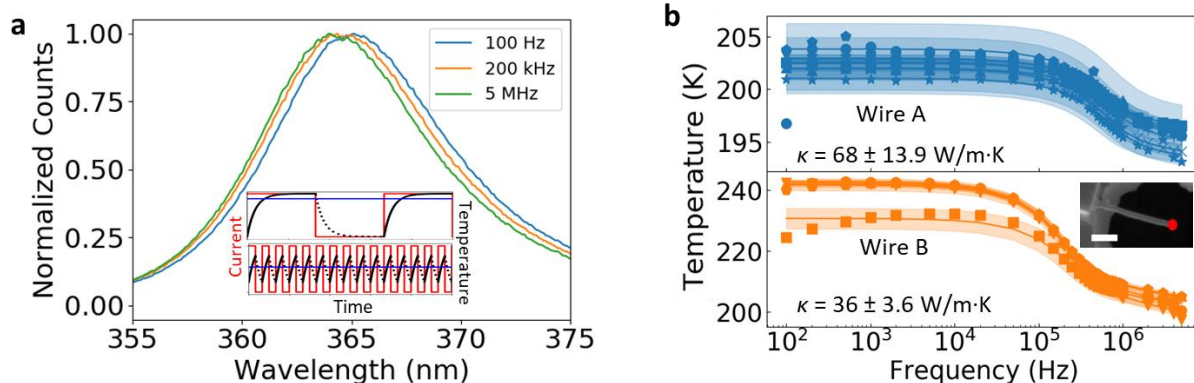 a
Normalized Counts
1.00
0.75
0.50
0.25
0.00
100 Hz
200 kHz
5 MHz
Current
Temperature
Time
355
360
365
370
375
Wavelength (nm)
b
Temperature (K)
205
200
195
Wire A
κ = 68 ± 13.9 W/m·K
240
220
200
Wire B
κ = 36 ± 3.6 W/m·K
10²
10³
10⁴
10⁵
10⁶
Frequency (Hz)